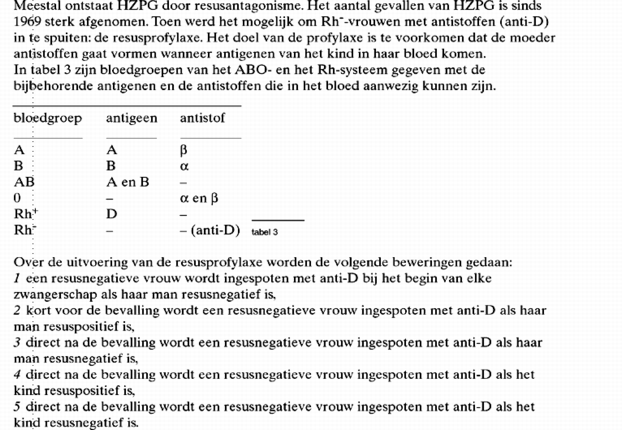 Meestal ontstaat HZPG door resusantagonisme. Het aantal gevallen van HZPG is sinds
1969 sterk afgenomen. Toen werd het mogelijk om Rh⁻-vrouwen met antistoffen (anti-D)
in te spuiten: de resusprofylaxe. Het doel van de profylaxe is te voorkomen dat de moeder
antistoffen gaat vormen wanneer antigenen van het kind in haar bloed komen.
In tabel 3 zijn bloedgroepen van het ABO- en het Rh-systeem gegeven met de
bijbehorende antigenen en de antistoffen die in het bloed aanwezig kunnen zijn.
bloedgroep antigeen antistof
A A β
B B α
AB A en B –
0 – α en β
Rh⁺ D –
Rh⁻ – – (anti-D) tabel 3
Over de uitvoering van de resusprofylaxe worden de volgende beweringen gedaan:
1 een resusnegatieve vrouw wordt ingespoten met anti-D bij het begin van elke
zwangerschap als haar man resusnegatief is,
2 kort voor de bevalling wordt een resusnegatieve vrouw ingespoten met anti-D als haar
man resuspositief is,
3 direct na de bevalling wordt een resusnegatieve vrouw ingespoten met anti-D als haar
man resusnegatief is,
4 direct na de bevalling wordt een resusnegatieve vrouw ingespoten met anti-D als het
kind resuspositief is,
5 direct na de bevalling wordt een resusnegatieve vrouw ingespoten met anti-D als het
kind resusnegatief is.